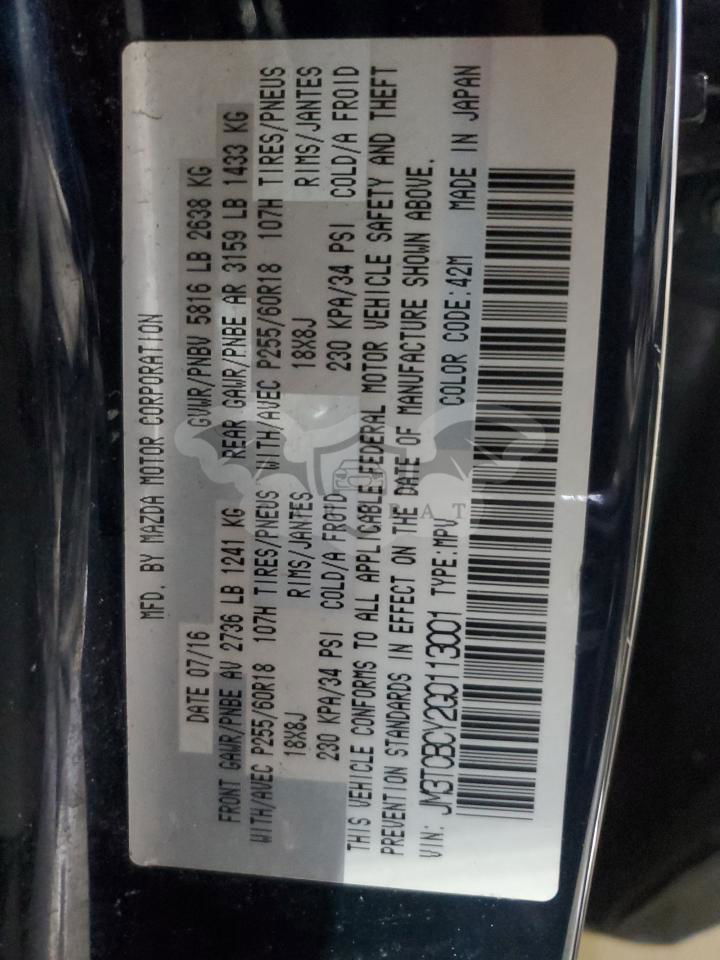 MFD. BY MAZDA MOTOR CORPORATION
DATE 07/16 GVWR/PNBV 5816 LB 2638 KG
FRONT GAWR/PNBE AV 2736 LB 1241 KG REAR GAWR/PNBE AR 3159 LB 1433 KG
WITH/AVEC P255/60R18 107H TIRES/PNEUS WITH/AVEC P255/60R18 107H TIRES/PNEUS
18X8J RIMS/JANTES 18X8J RIMS/JANTES
230 KPA/34 PSI COLD/A FROID 230 KPA/34 PSI COLD/A FROID
THIS VEHICLE CONFORMS TO ALL APPLICABLE FEDERAL MOTOR VEHICLE SAFETY AND THEFT
PREVENTION STANDARDS IN EFFECT ON THE DATE OF MANUFACTURE SHOWN ABOVE.
VIN: JM3TCBCY2G0113001 TYPE:MPV COLOR CODE:42M MADE IN JAPAN